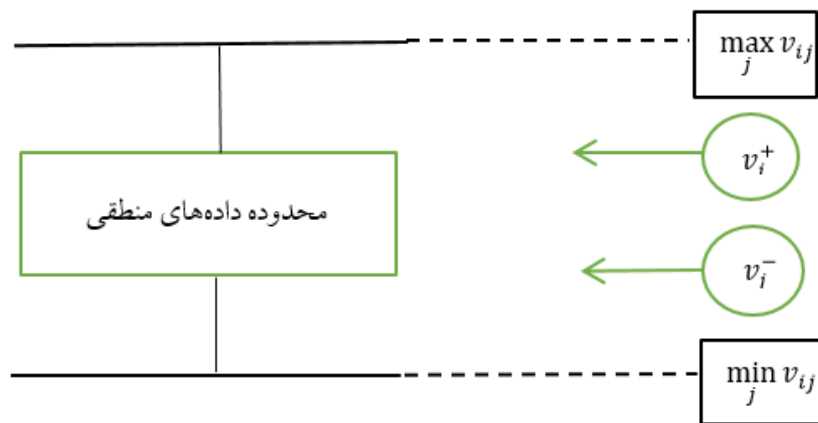 max_j v_ij
v_i^+
محدوده داده‌های منطقی
v_i^-
min_j v_ij